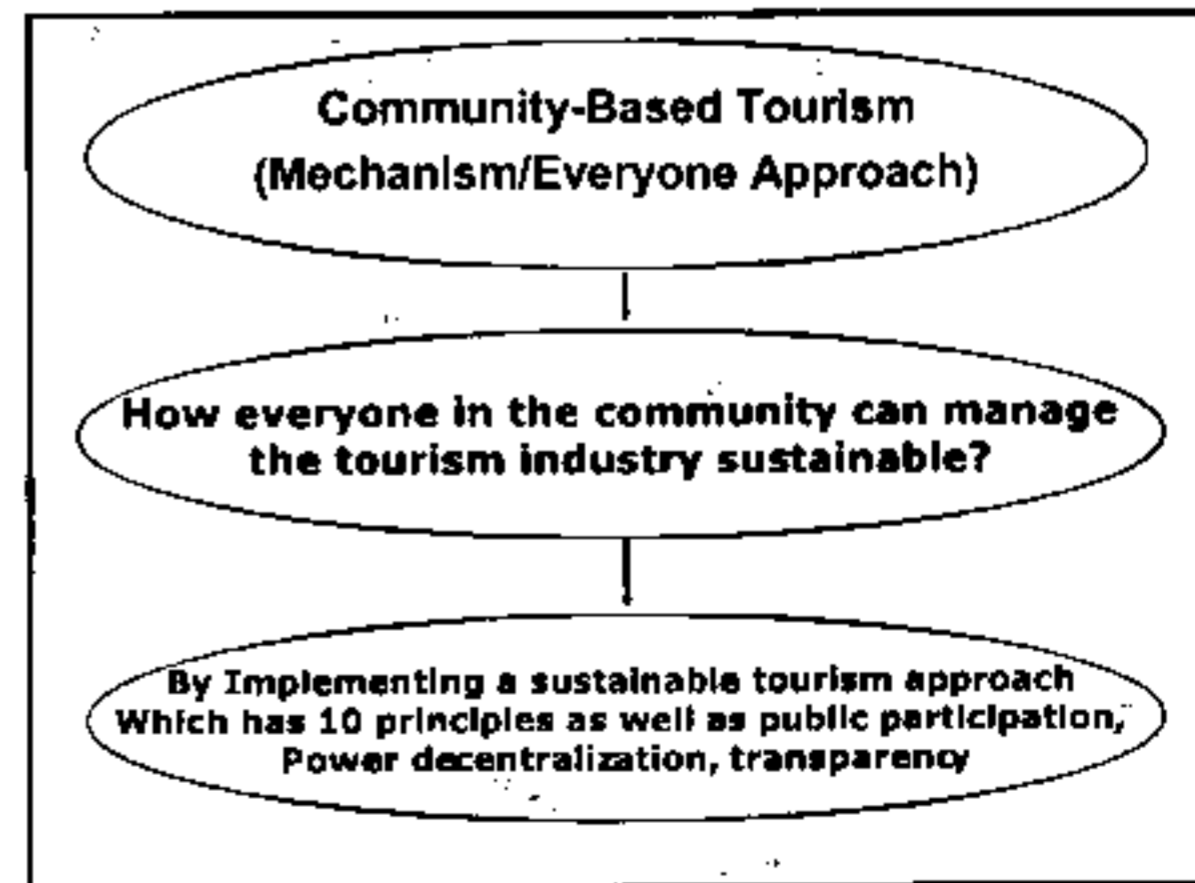 Community-Based Tourism
(Mechanism/Everyone Approach)
How everyone in the community can manage
the tourism industry sustainable?
By Implementing a sustainable tourism approach
Which has 10 principles as well as public participation,
Power decentralization, transparency